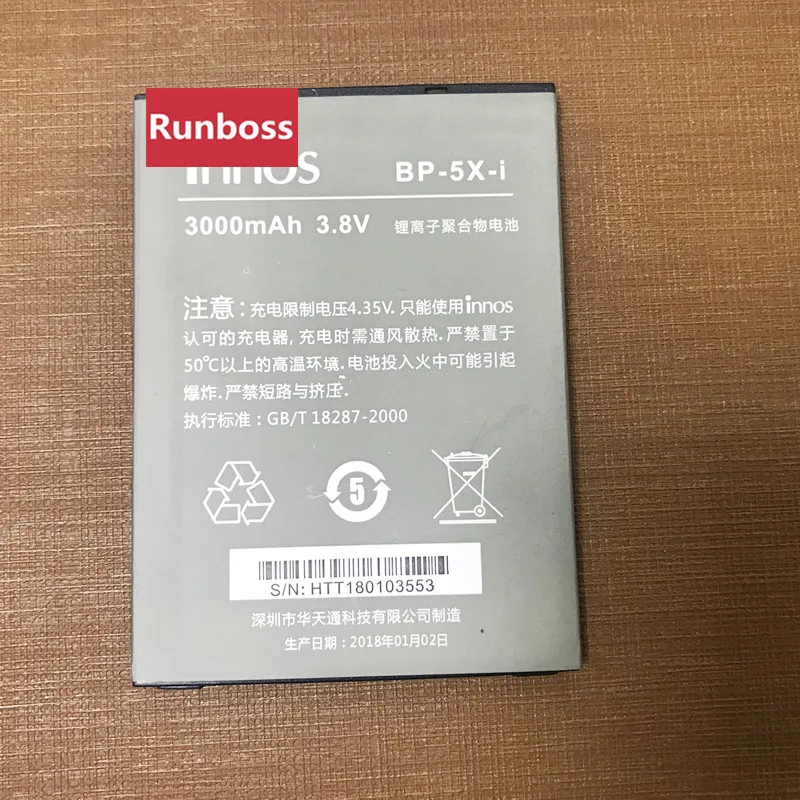 Runboss
innos BP-5X-i
3000mAh 3.8V 锂离子聚合物电池
注意:充电限制电压4.35V.只能使用innos
认可的充电器,充电时需通风散热.严禁置于
50℃以上的高温环境.电池投入火中可能引起
爆炸.严禁短路与挤压.
执行标准:GB/T 18287-2000
5
S/N: HTT180103553
深圳市华天通科技有限公司制造
生产日期:2018年01月02日